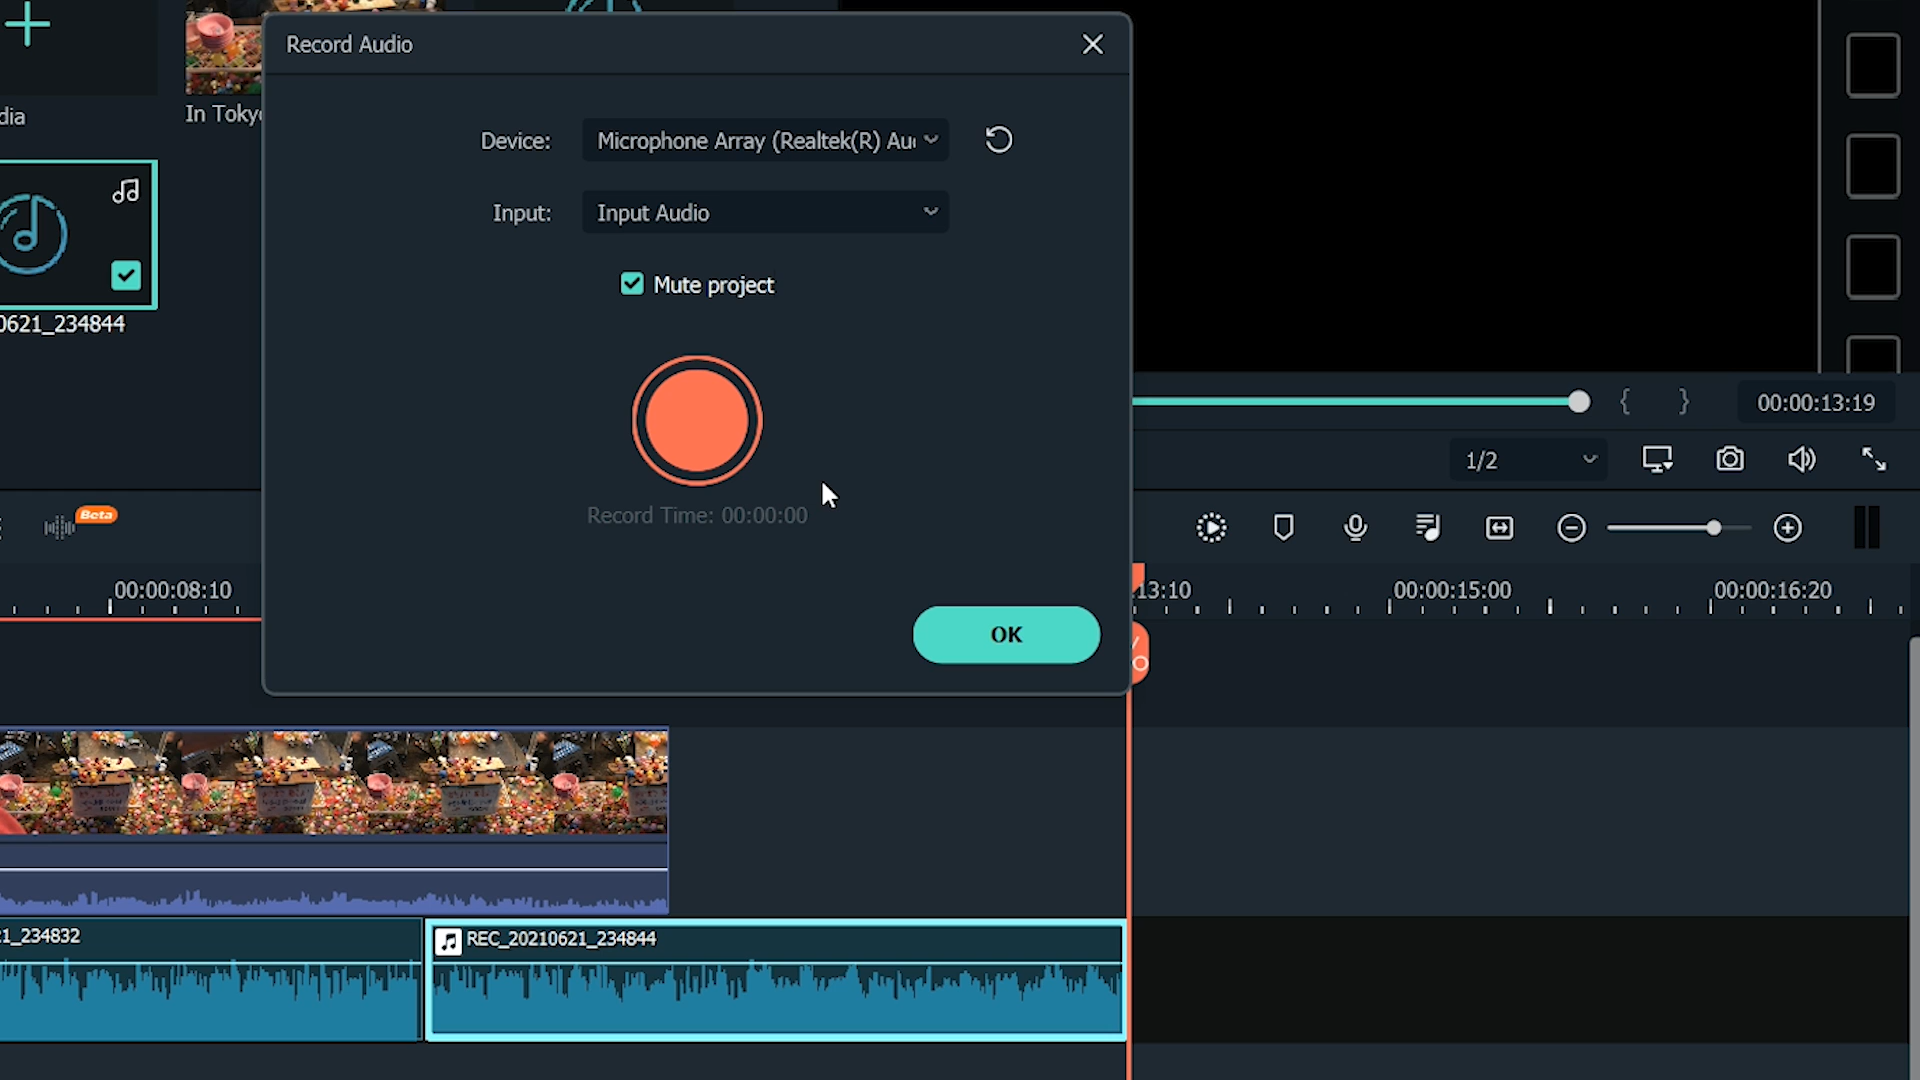 Record Audio
dia
In Tokyo
Device:
Microphone Array (Realtek(R) Au
Input:
Input Audio
Mute project
0621_234844
Record Time: 00:00:00
OK
{ }
00:00:13:19
1/2
Beta
00:00:08:10
:13:10
00:00:15:00
00:00:16:20
21_234832
REC_20210621_234844